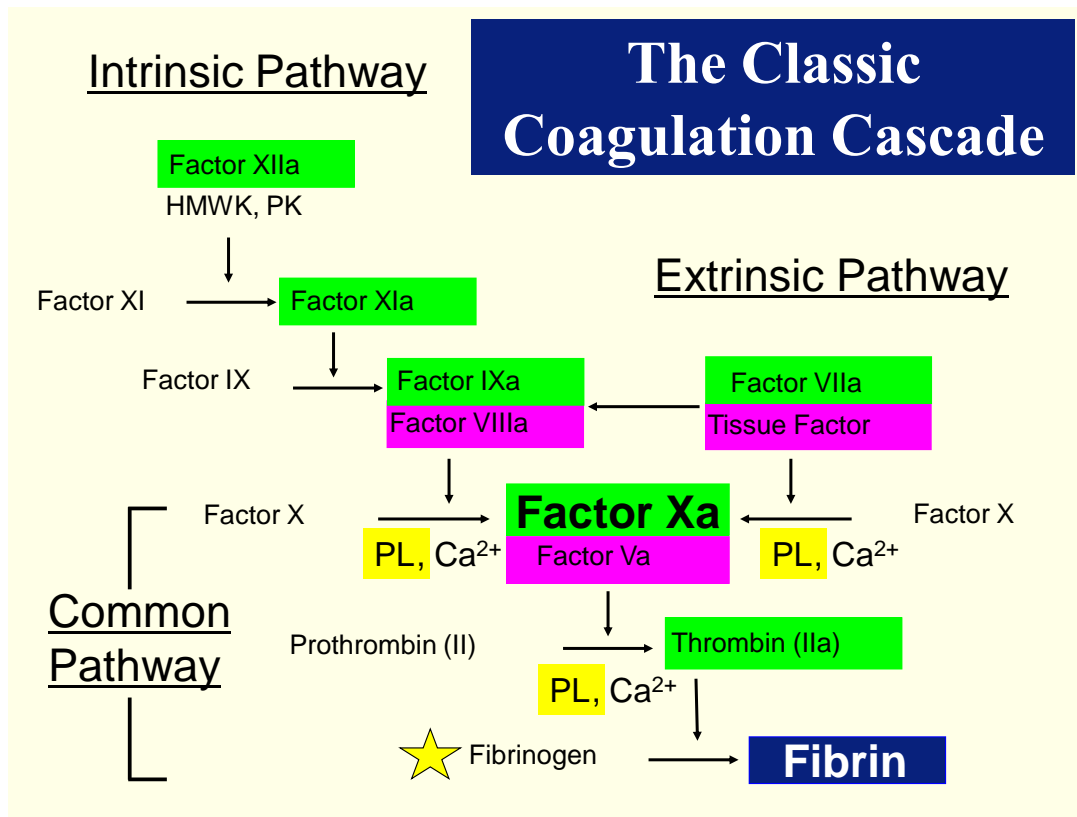 Intrinsic Pathway
The Classic
Coagulation Cascade
Factor XIIa
HMWK, PK
Extrinsic Pathway
Factor XI
Factor XIa
Factor IX
Factor IXa
Factor VIIa
Factor VIIIa
Tissue Factor
Factor X
Factor Xa
Factor X
PL, Ca²⁺
Factor Va
PL, Ca²⁺
Common
Pathway
Prothrombin (II)
Thrombin (IIa)
PL, Ca²⁺
Fibrinogen
Fibrin